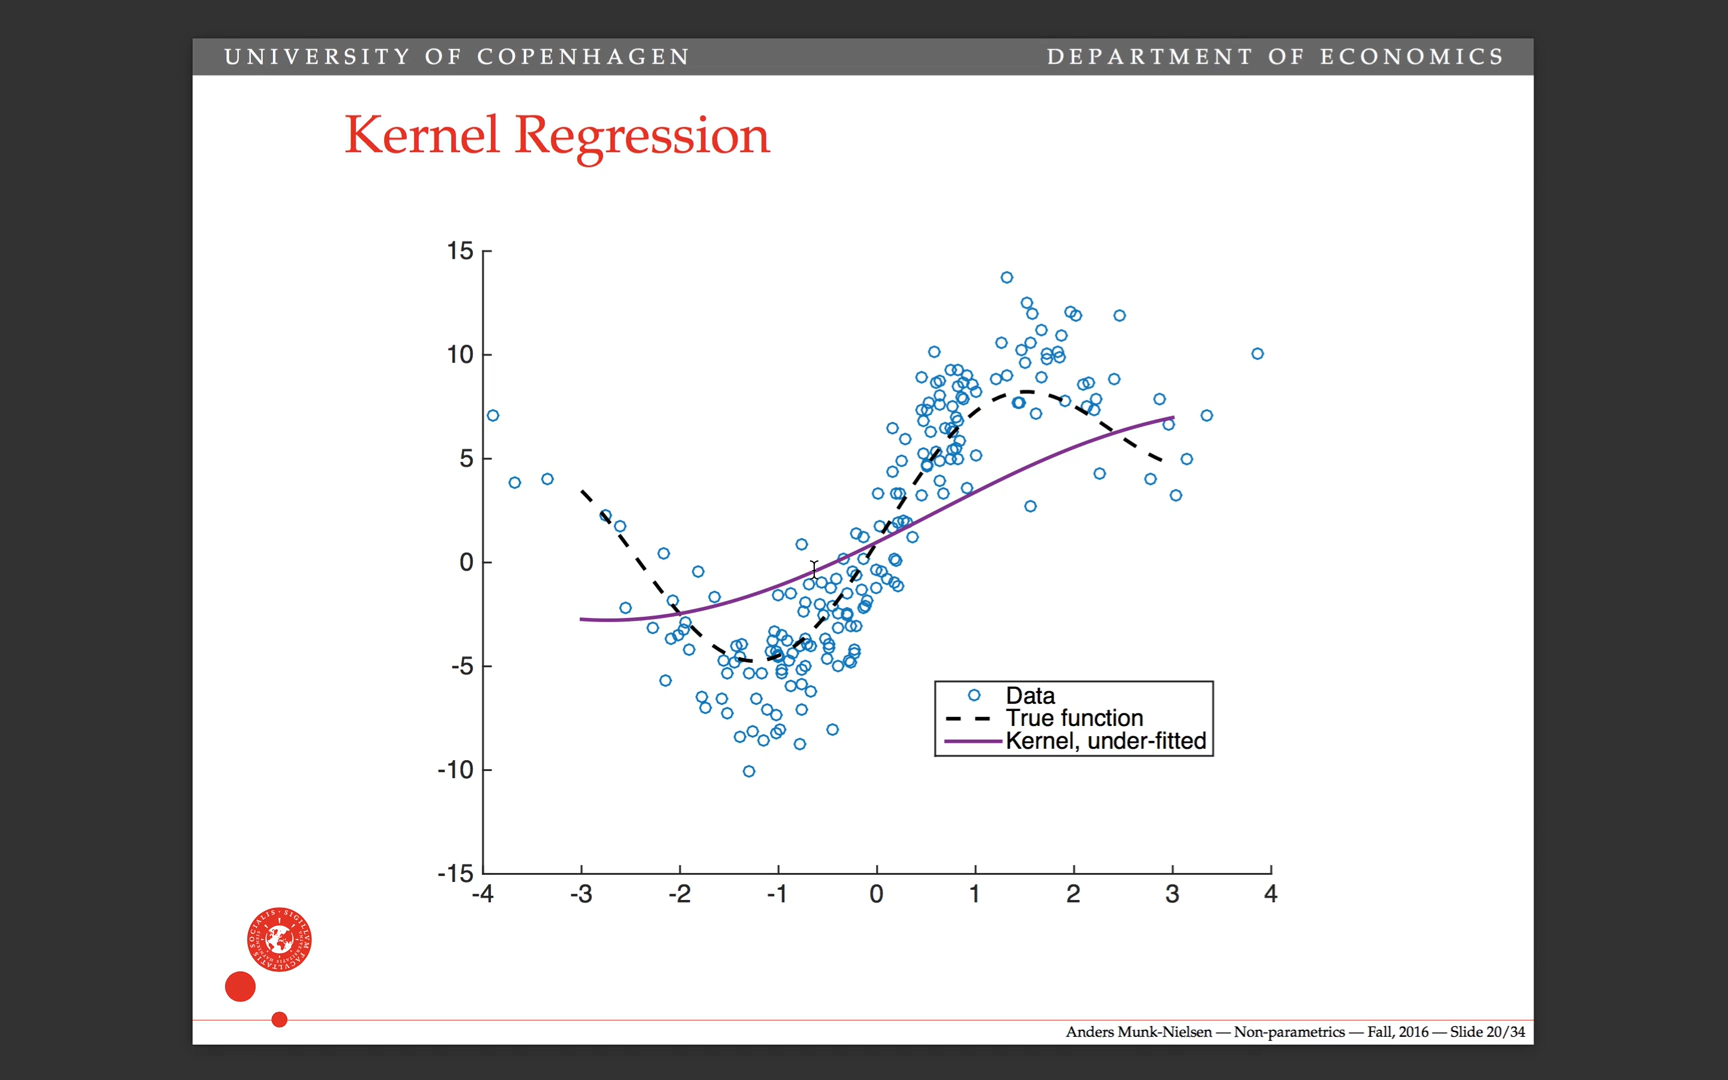 UNIVERSITY OF COPENHAGEN
DEPARTMENT OF ECONOMICS
Kernel Regression
15
10
5
0
-5
-10
-15
-4 -3 -2 -1 0 1 2 3 4
Data
True function
Kernel, under-fitted
Anders Munk-Nielsen — Non-parametrics — Fall, 2016 — Slide 20/34